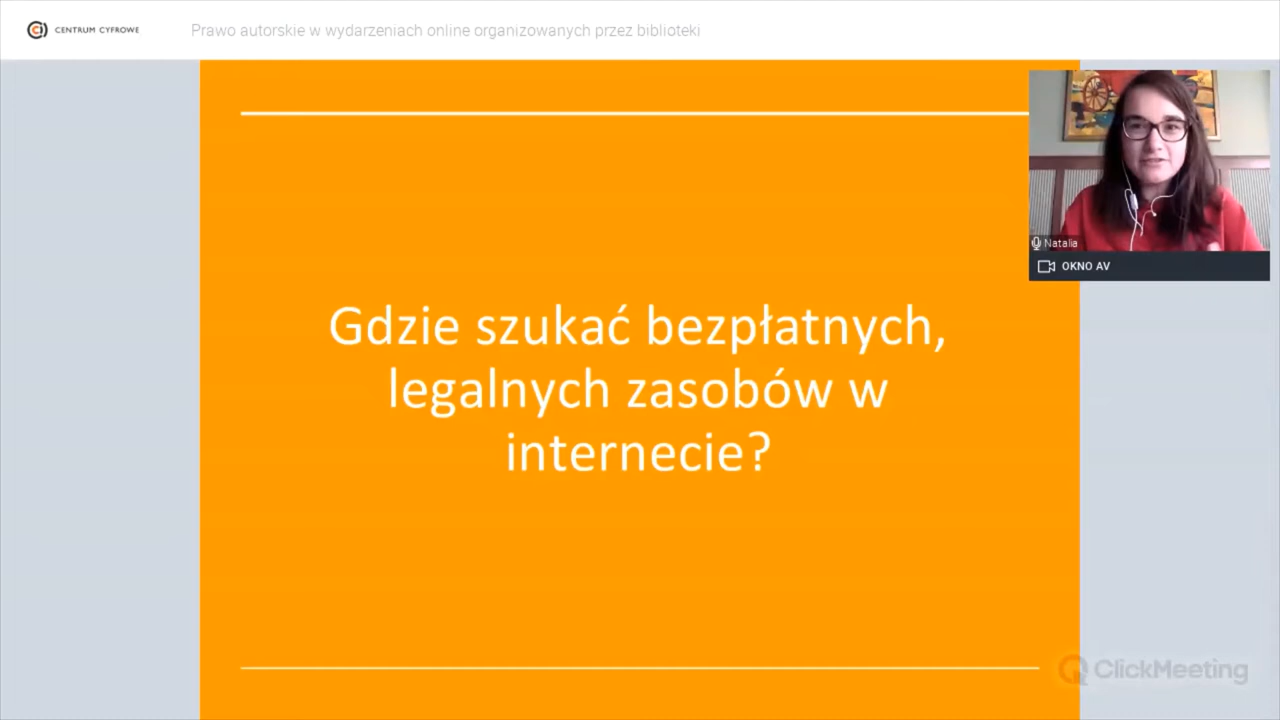 CENTRUM CYFROWE
Prawo autorskie w wydarzeniach online organizowanych przez biblioteki
Natalia
OKNO AV
Gdzie szukać bezpłatnych,
legalnych zasobów w
internecie?
ClickMeeting